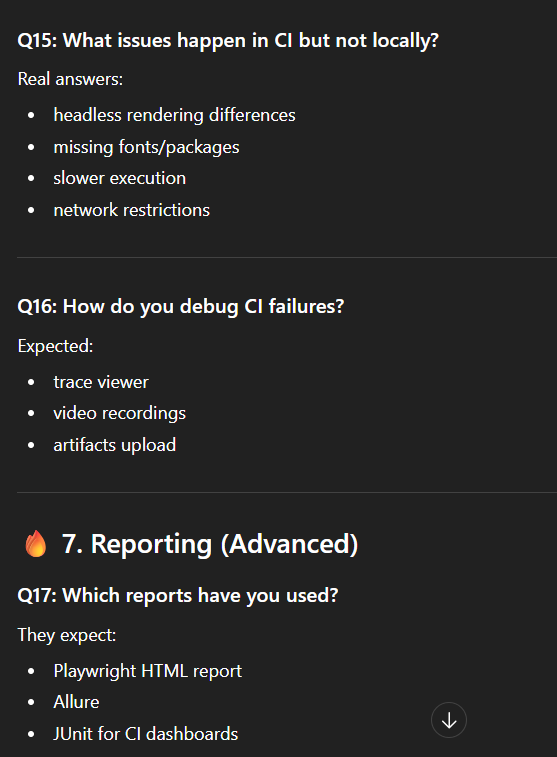 Q15: What issues happen in CI but not locally?
Real answers:
• headless rendering differences
• missing fonts/packages
• slower execution
• network restrictions
Q16: How do you debug CI failures?
Expected:
• trace viewer
• video recordings
• artifacts upload
🔥 7. Reporting (Advanced)
Q17: Which reports have you used?
They expect:
• Playwright HTML report
• Allure
• JUnit for CI dashboards